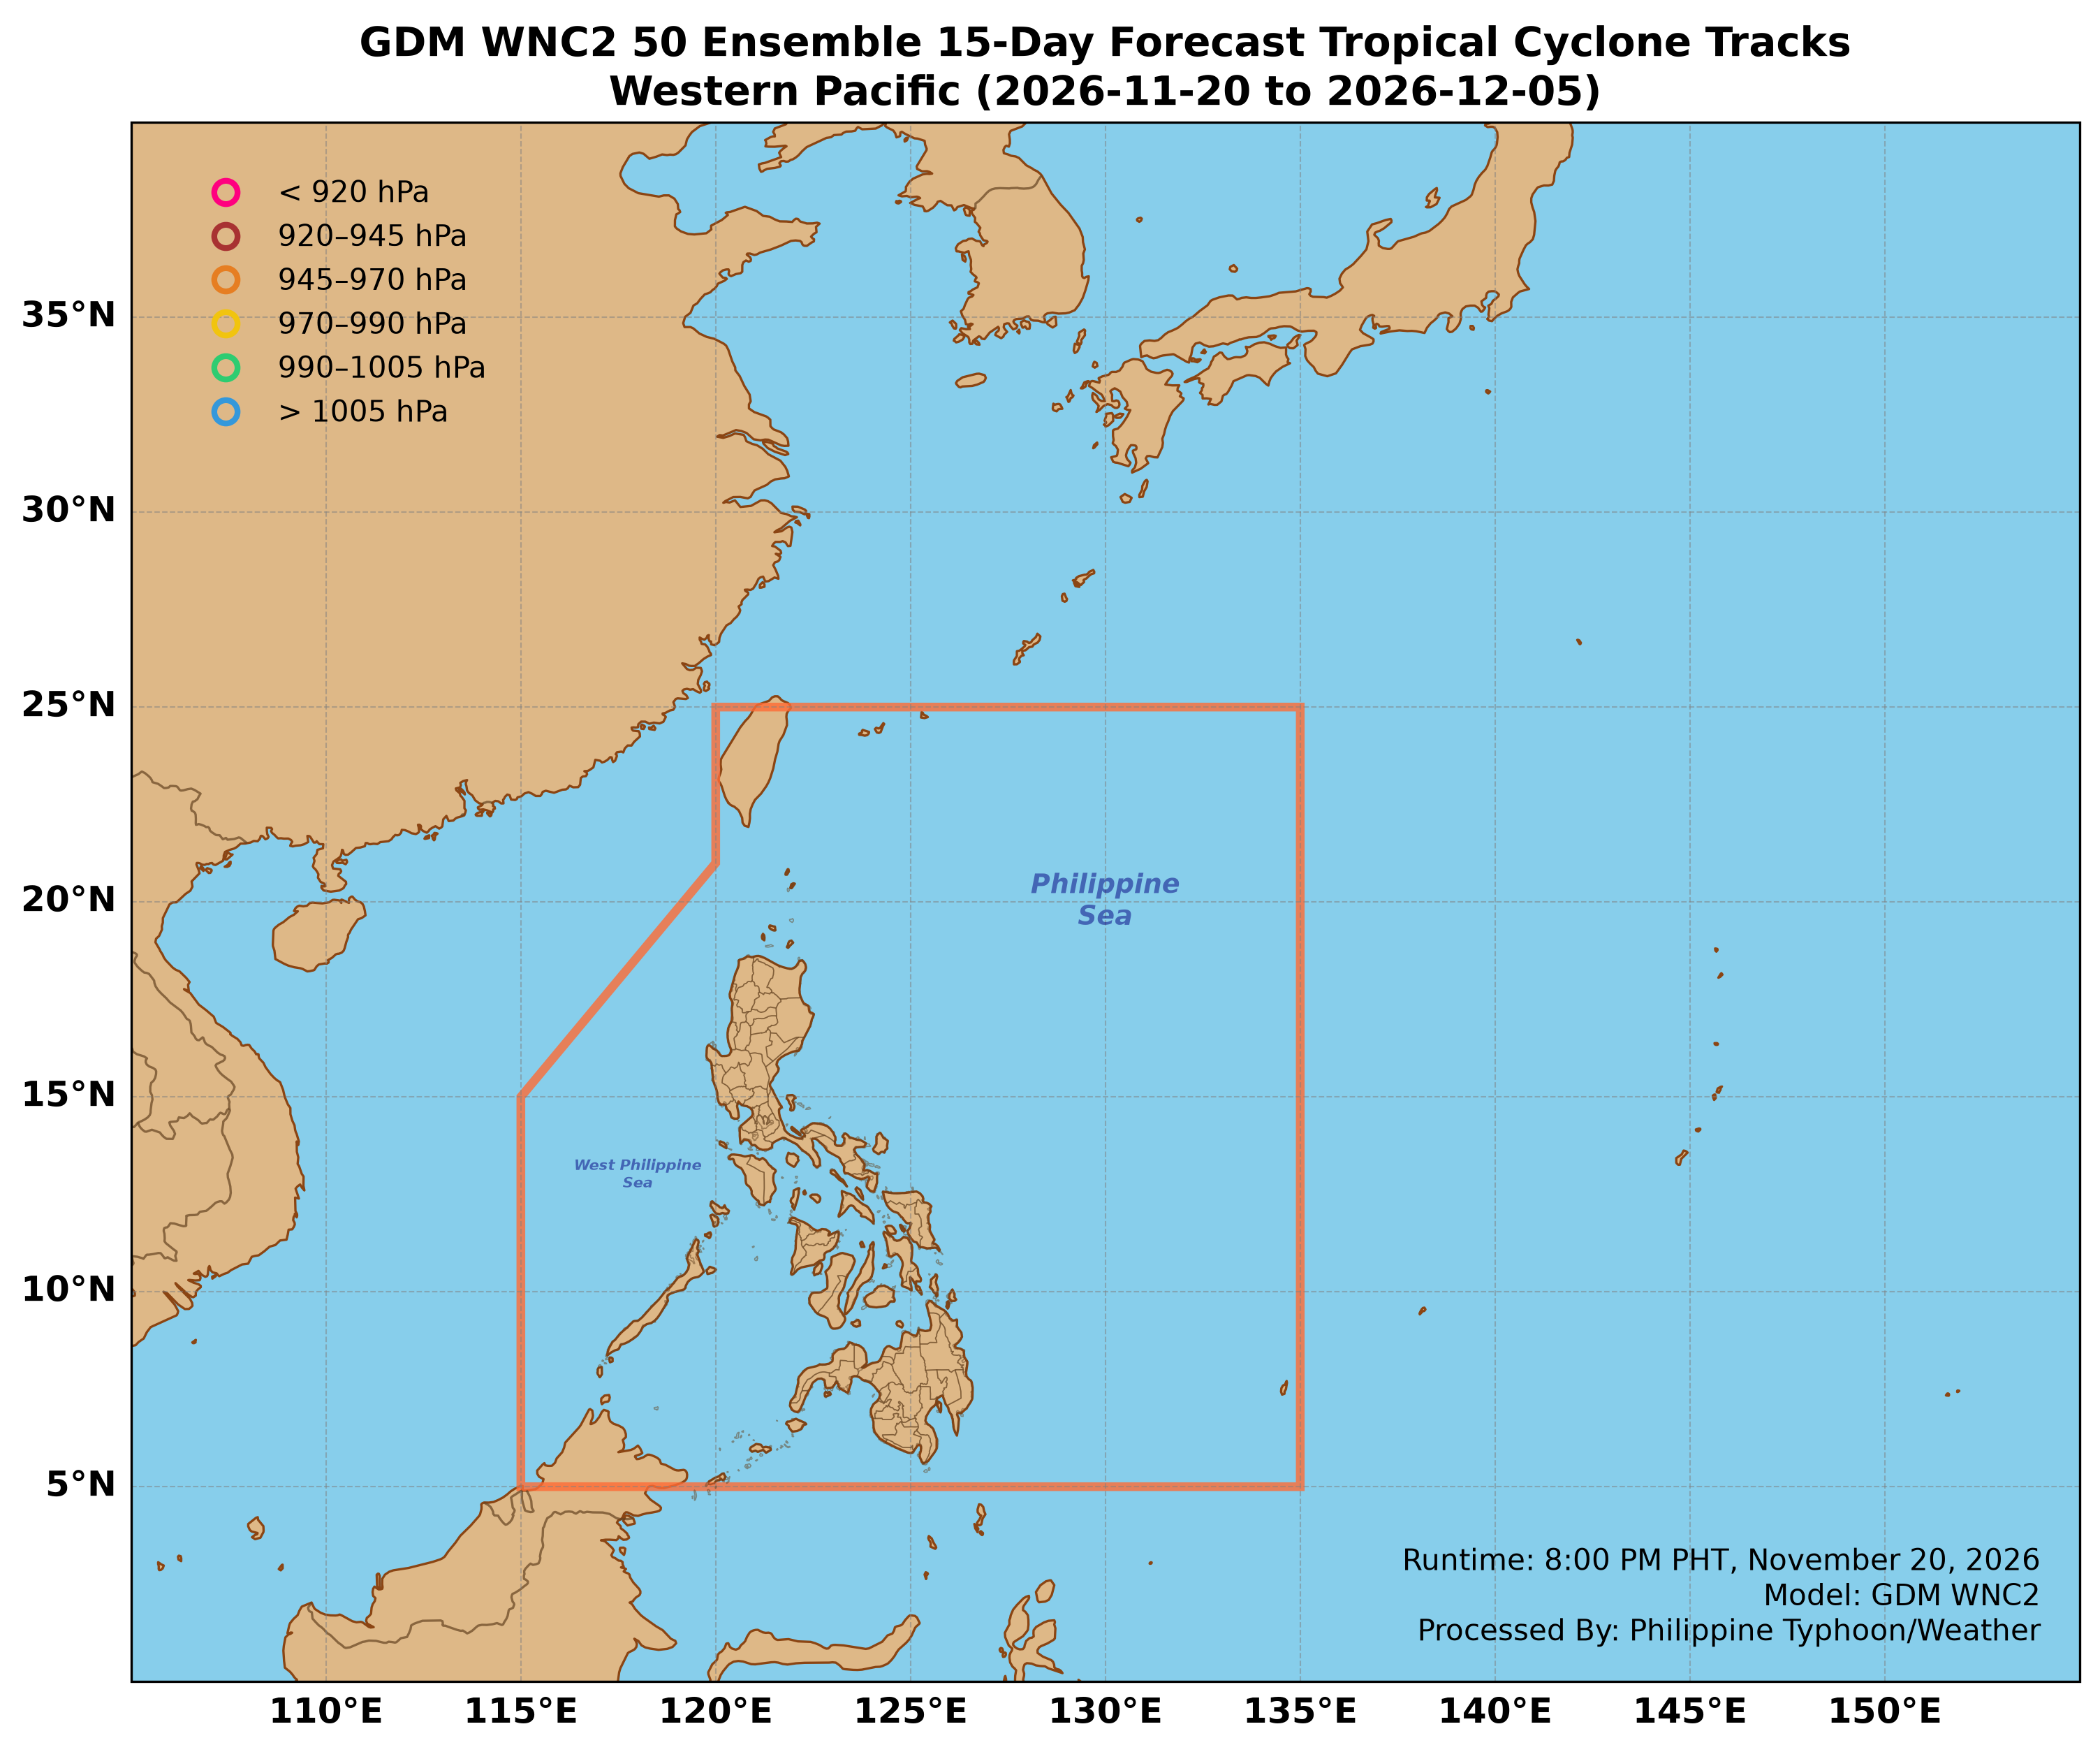 GDM WNC2 50 Ensemble 15-Day Forecast Tropical Cyclone Tracks
Western Pacific (2026-11-20 to 2026-12-05)
< 920 hPa
920–945 hPa
945–970 hPa
970–990 hPa
990–1005 hPa
> 1005 hPa
35°N
30°N
25°N
20°N
15°N
10°N
5°N
Philippine
Sea
West Philippine
Sea
Runtime: 8:00 PM PHT, November 20, 2026
Model: GDM WNC2
Processed By: Philippine Typhoon/Weather
110°E
115°E
120°E
125°E
130°E
135°E
140°E
145°E
150°E